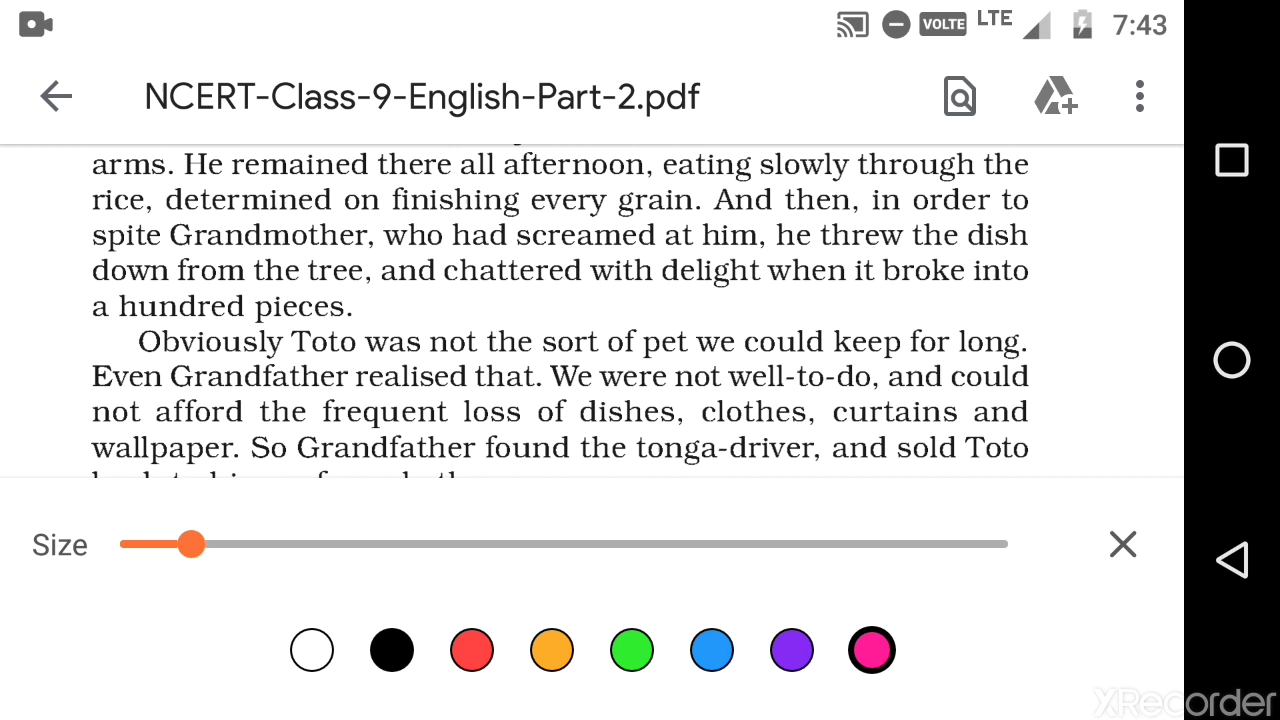 VOLTE LTE 7:43
NCERT-Class-9-English-Part-2.pdf
arms. He remained there all afternoon, eating slowly through the
rice, determined on finishing every grain. And then, in order to
spite Grandmother, who had screamed at him, he threw the dish
down from the tree, and chattered with delight when it broke into
a hundred pieces.
Obviously Toto was not the sort of pet we could keep for long.
Even Grandfather realised that. We were not well-to-do, and could
not afford the frequent loss of dishes, clothes, curtains and
wallpaper. So Grandfather found the tonga-driver, and sold Toto
Size
XRecorder